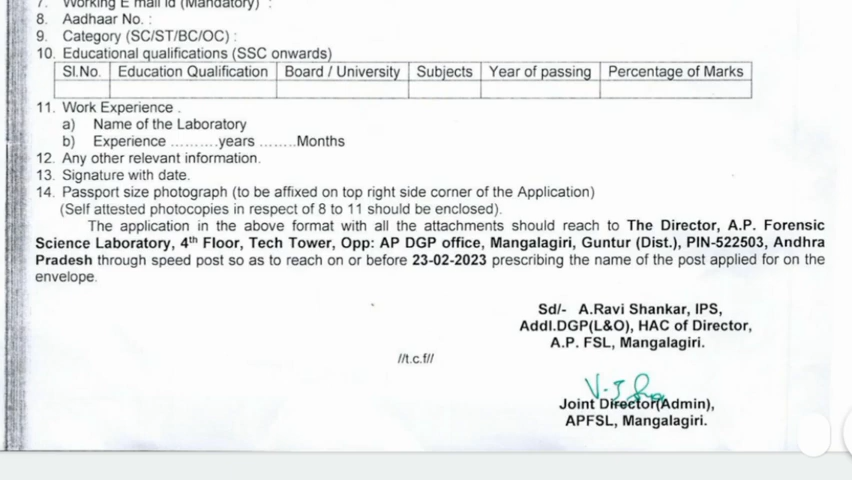 7. Working E mail id (Mandatory) :
8. Aadhaar No. :
9. Category (SC/ST/BC/OC) :
10. Educational qualifications (SSC onwards)
Sl.No. Education Qualification Board / University Subjects Year of passing Percentage of Marks
11. Work Experience .
a) Name of the Laboratory
b) Experience ..........years ........Months
12. Any other relevant information.
13. Signature with date.
14. Passport size photograph (to be affixed on top right side corner of the Application)
(Self attested photocopies in respect of 8 to 11 should be enclosed).
The application in the above format with all the attachments should reach to The Director, A.P. Forensic
Science Laboratory, 4th Floor, Tech Tower, Opp: AP DGP office, Mangalagiri, Guntur (Dist.), PIN-522503, Andhra
Pradesh through speed post so as to reach on or before 23-02-2023 prescribing the name of the post applied for on the
envelope.
Sd/- A.Ravi Shankar, IPS,
Addl.DGP(L&O), HAC of Director,
A.P. FSL, Mangalagiri.
//t.c.f//
Joint Director(Admin),
APFSL, Mangalagiri.